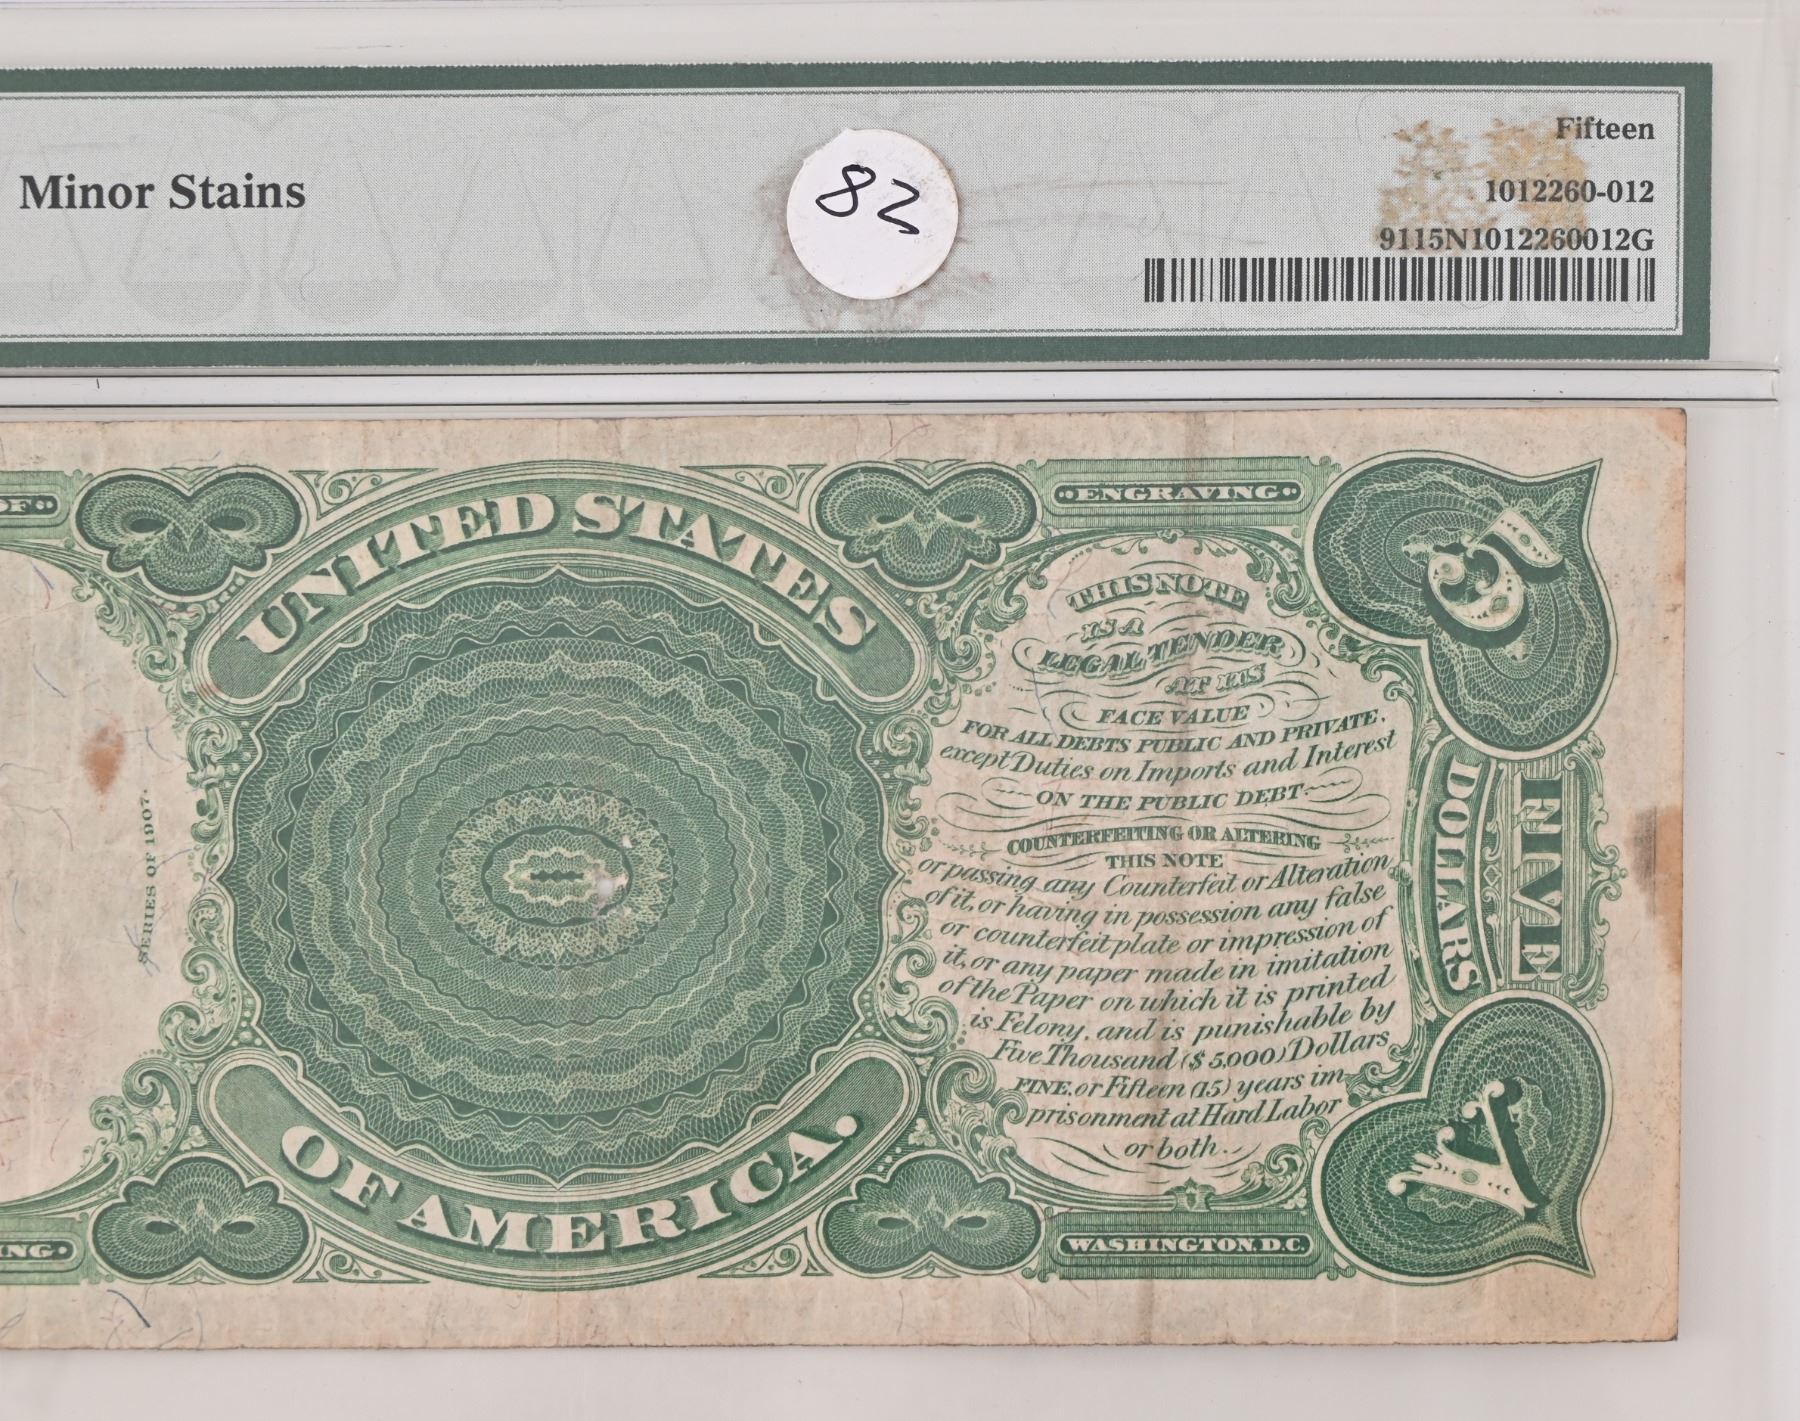 Fifteen
Minor Stains
82
1012260-012
9115N1012260012G
OF
UNITED STATES
ENGRAVING
5
THIS NOTE
IS A
LEGAL TENDER
AT ITS
FACE VALUE
FOR ALL DEBTS PUBLIC AND PRIVATE,
except Duties on Imports and Interest
ON THE PUBLIC DEBT
COUNTERFEITING OR ALTERING
THIS NOTE
or passing any Counterfeit or Alteration
of it, or having in possession any false
or counterfeit plate or impression of
it, or any paper made in imitation
of the Paper on which it is printed
is Felony, and is punishable by
Five Thousand ($5,000) Dollars
FINE, or Fifteen (15) years im-
prisonment at Hard Labor
or both.
FIVE
DOLLARS
SERIES OF 1907.
OF AMERICA.
V
ING
WASHINGTON, D.C.